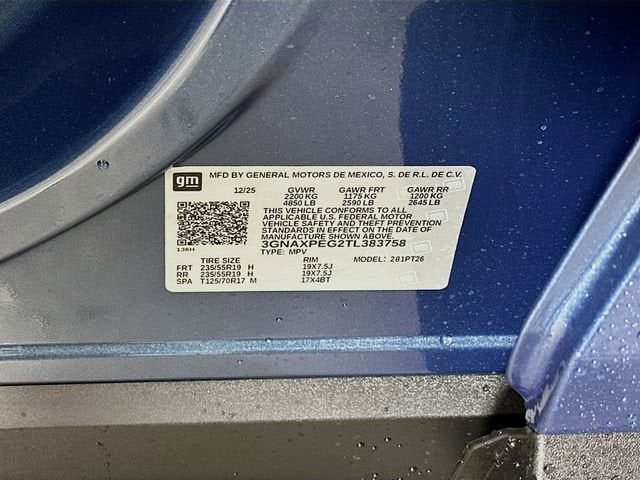 gm MFD BY GENERAL MOTORS DE MEXICO, S. DE R.L. DE C.V.
12/25 GVWR GAWR FRT GAWR RR
2200 KG 1175 KG 1200 KG
4850 LB 2590 LB 2645 LB
THIS VEHICLE CONFORMS TO ALL
APPLICABLE U.S. FEDERAL MOTOR
VEHICLE SAFETY AND THEFT PREVENTION
STANDARDS IN EFFECT ON THE DATE OF
MANUFACTURE SHOWN ABOVE.
3GNAXPEG2TL383758
136H TYPE: MPV
TIRE SIZE RIM MODEL: 281PT26
FRT 235/55R19 H 19X7.5J
RR 235/55R19 H 19X7.5J
SPA T125/70R17 M 17X4BT